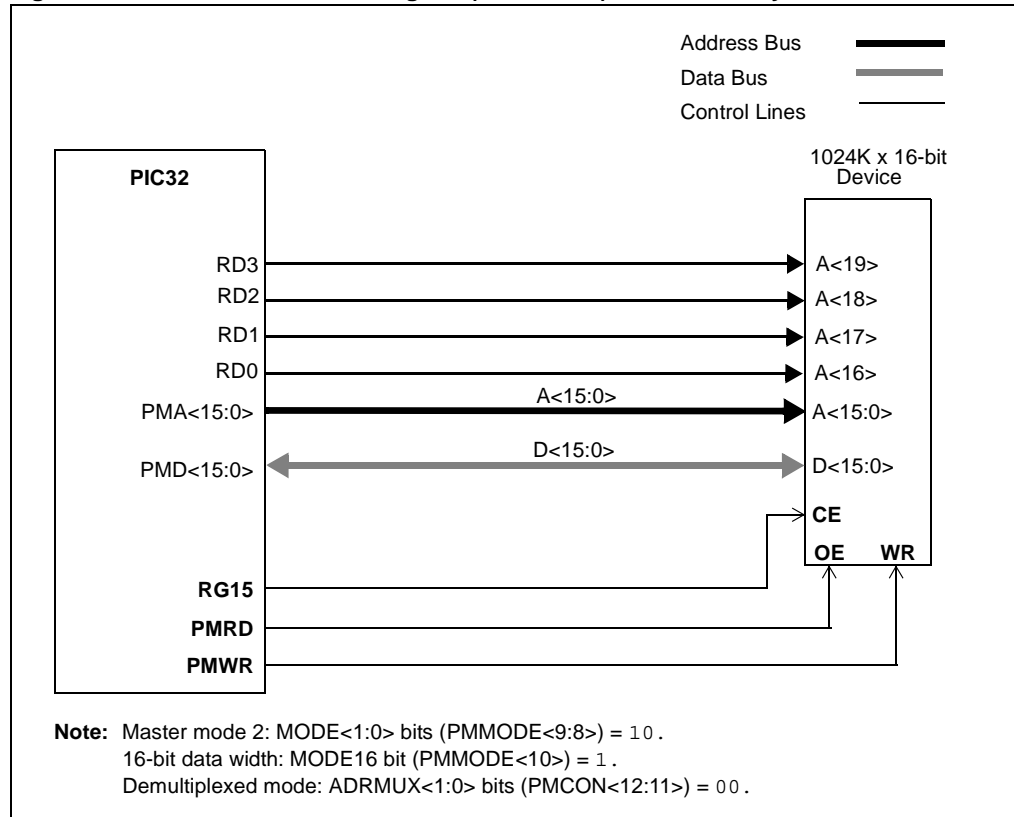 Address Bus
Data Bus
Control Lines
1024K x 16-bit
Device
PIC32
RD3
A<19>
RD2
A<18>
RD1
A<17>
RD0
A<16>
PMA<15:0>
A<15:0>
A<15:0>
PMD<15:0>
D<15:0>
D<15:0>
CE
OE WR
RG15
PMRD
PMWR
Note: Master mode 2: MODE<1:0> bits (PMMODE<9:8>) = 10.
16-bit data width: MODE16 bit (PMMODE<10>) = 1.
Demultiplexed mode: ADRMUX<1:0> bits (PMCON<12:11>) = 00.